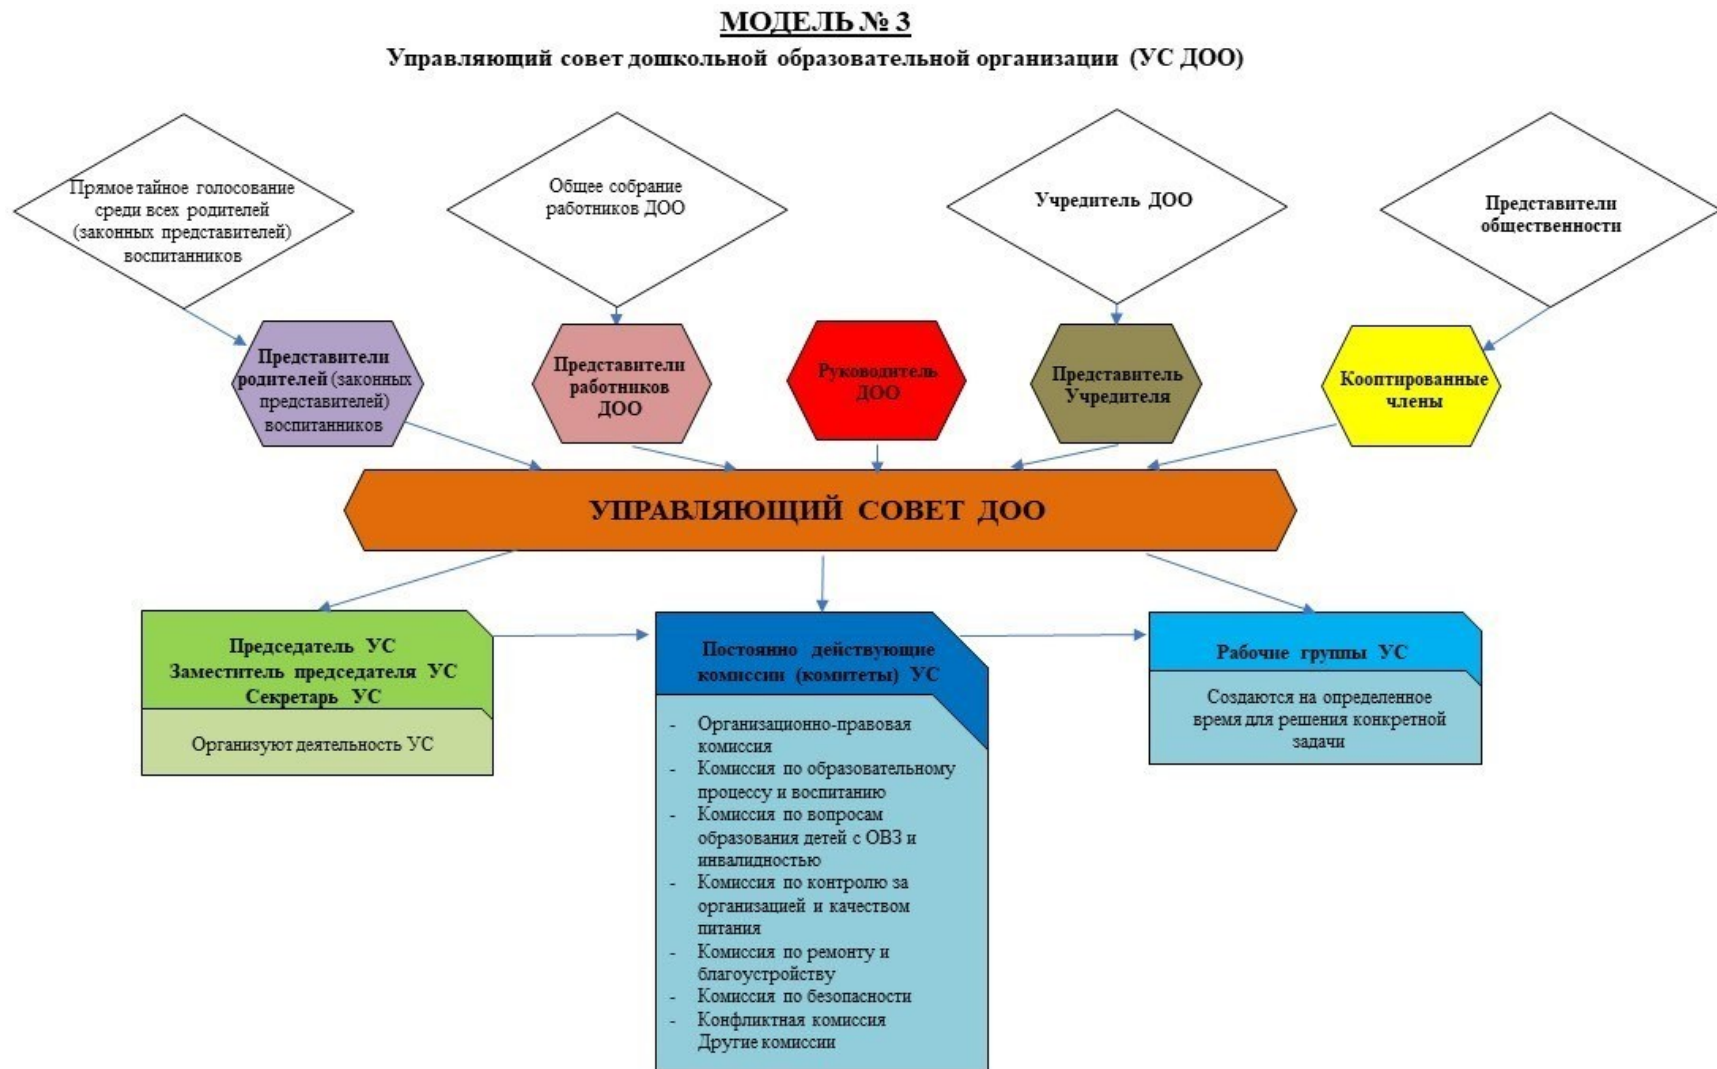 МОДЕЛЬ № 3
Управляющий совет дошкольной образовательной организации (УС ДОО)
Прямое тайное голосование
среди всех родителей
(законных представителей)
воспитанников
Общее собрание
работников ДОО
Учредитель ДОО
Представители
общественности
Представители
родителей (законных
представителей)
воспитанников
Представители
работников
ДОО
Руководитель
ДОО
Представитель
Учредителя
Кооптированные
члены
УПРАВЛЯЮЩИЙ СОВЕТ ДОО
Председатель УС
Заместитель председателя УС
Секретарь УС
Организуют деятельность УС
Постоянно действующие
комиссии (комитеты) УС
- Организационно-правовая
комиссия
- Комиссия по образовательному
процессу и воспитанию
- Комиссия по вопросам
образования детей с ОВЗ и
инвалидностью
- Комиссия по контролю за
организацией и качеством
питания
- Комиссия по ремонту и
благоустройству
- Комиссия по безопасности
- Конфликтная комиссия
Другие комиссии
Рабочие группы УС
Создаются на определенное
время для решения конкретной
задачи